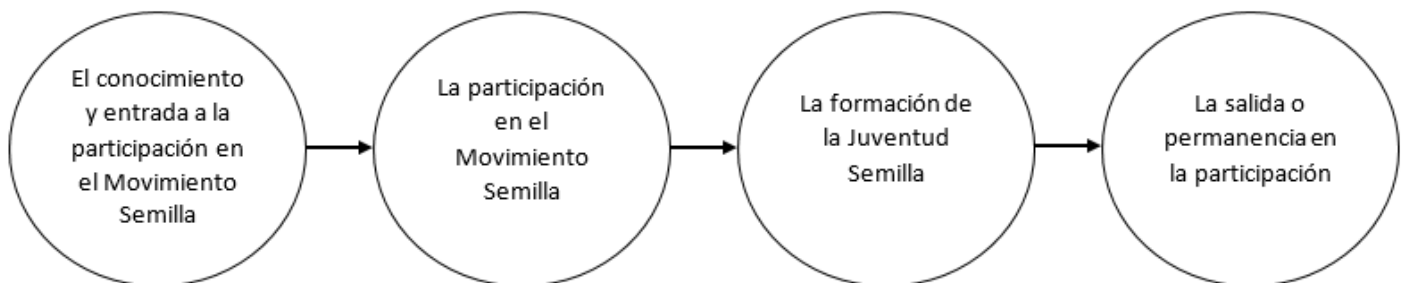 El conocimiento
y entrada a la
participación en
el Movimiento
Semilla
La participación
en el
Movimiento
Semilla
La formación de
la Juventud
Semilla
La salida o
permanencia en
la participación